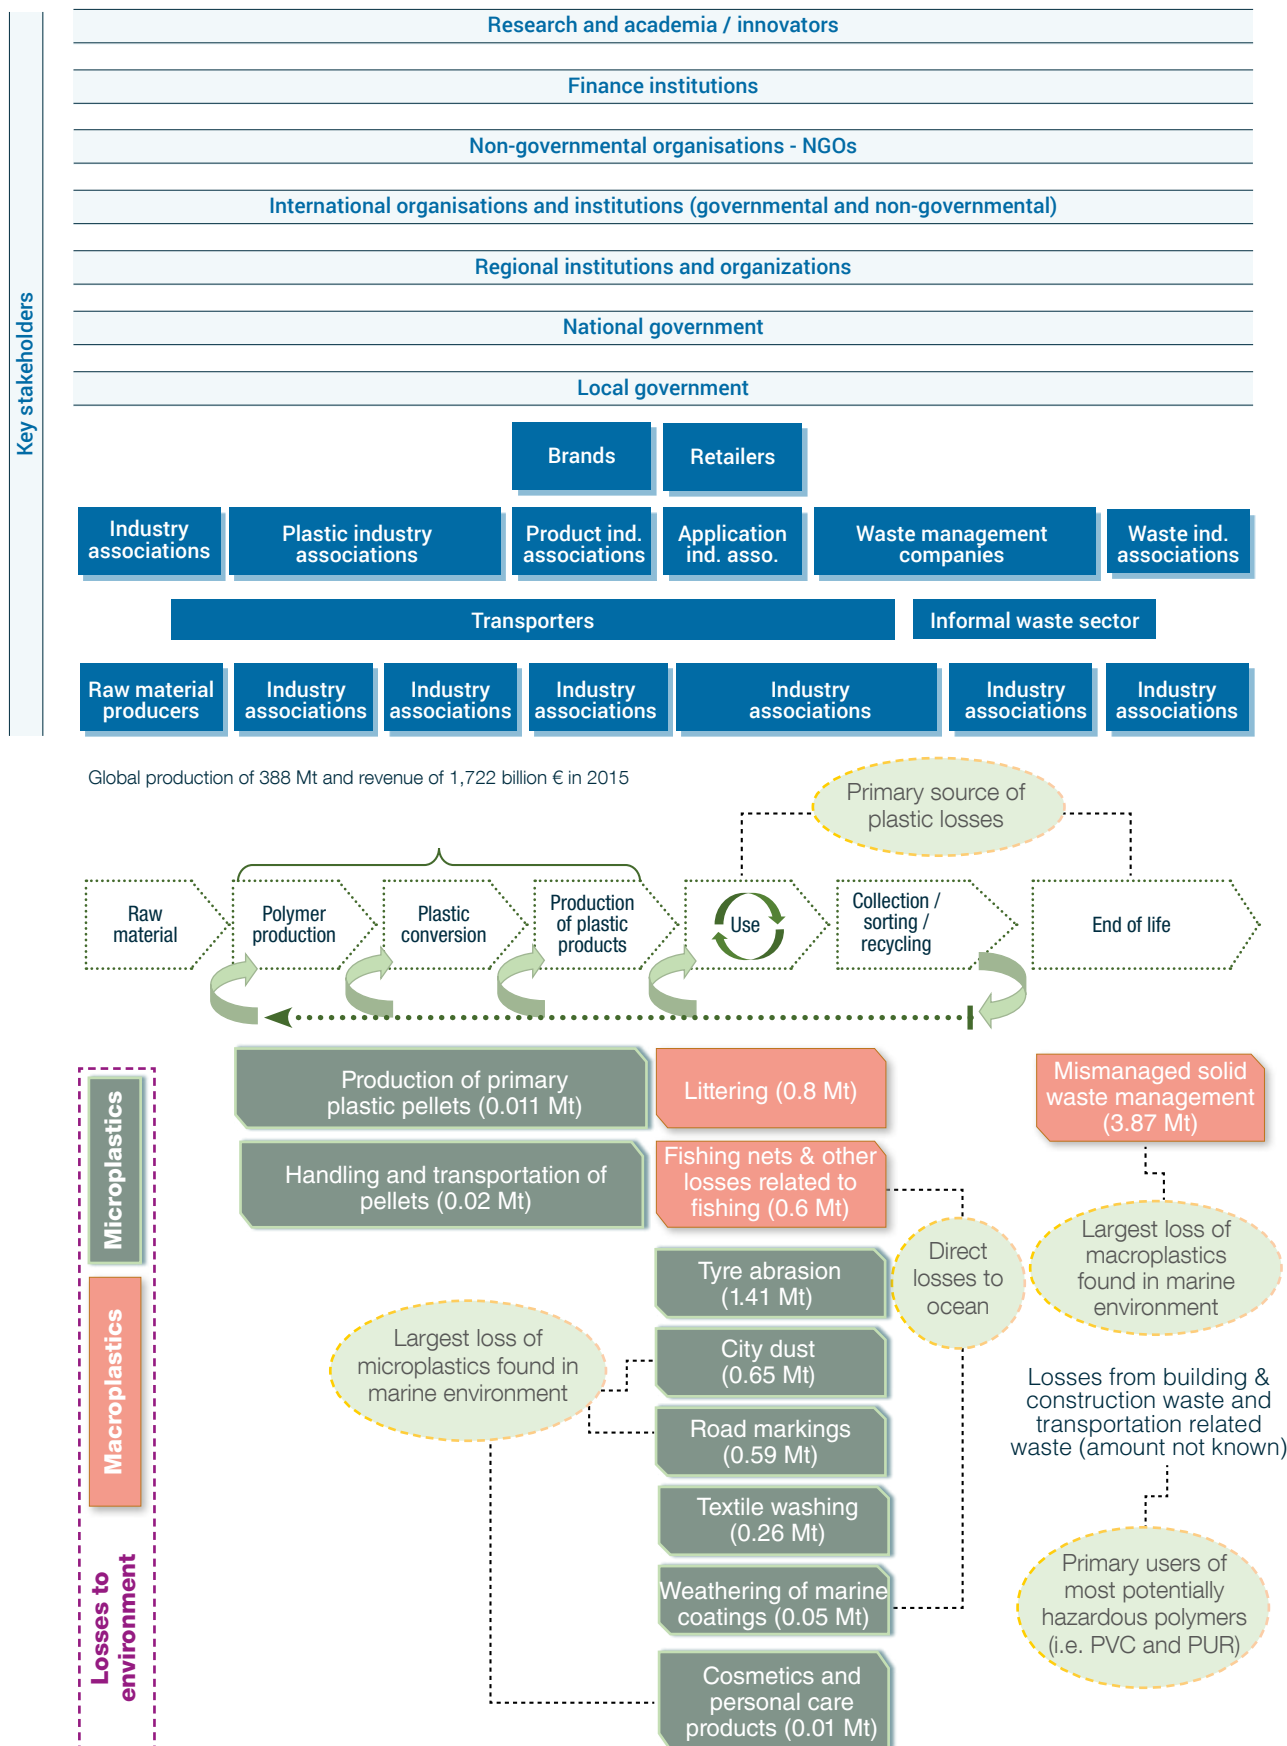 Key stakeholders
Research and academia / innovators
Finance institutions
Non-governmental organisations - NGOs
International organisations and institutions (governmental and non-governmental)
Regional institutions and organizations
National government
Local government
Brands
Retailers
Industry
associations
Plastic industry
associations
Product ind.
associations
Application
ind. asso.
Waste management
companies
Waste ind.
associations
Transporters
Informal waste sector
Raw material
producers
Industry
associations
Industry
associations
Industry
associations
Industry
associations
Industry
associations
Industry
associations
Global production of 388 Mt and revenue of 1,722 billion € in 2015
Primary source of
plastic losses
Raw
material
Polymer
production
Plastic
conversion
Production
of plastic
products
Use
Collection /
sorting /
recycling
End of life
Microplastics
Macroplastics
Losses to
environment
Production of primary
plastic pellets (0.011 Mt)
Handling and transportation of
pellets (0.02 Mt)
Littering (0.8 Mt)
Fishing nets & other
losses related to
fishing (0.6 Mt)
Tyre abrasion
(1.41 Mt)
City dust
(0.65 Mt)
Road markings
(0.59 Mt)
Textile washing
(0.26 Mt)
Weathering of marine
coatings (0.05 Mt)
Cosmetics and
personal care
products (0.01 Mt)
Largest loss of
microplastics found in
marine environment
Direct
losses to
ocean
Mismanaged solid
waste management
(3.87 Mt)
Largest loss of
macroplastics
found in marine
environment
Losses from building &
construction waste and
transportation related
waste (amount not known)
Primary users of
most potentially
hazardous polymers
(i.e. PVC and PUR)